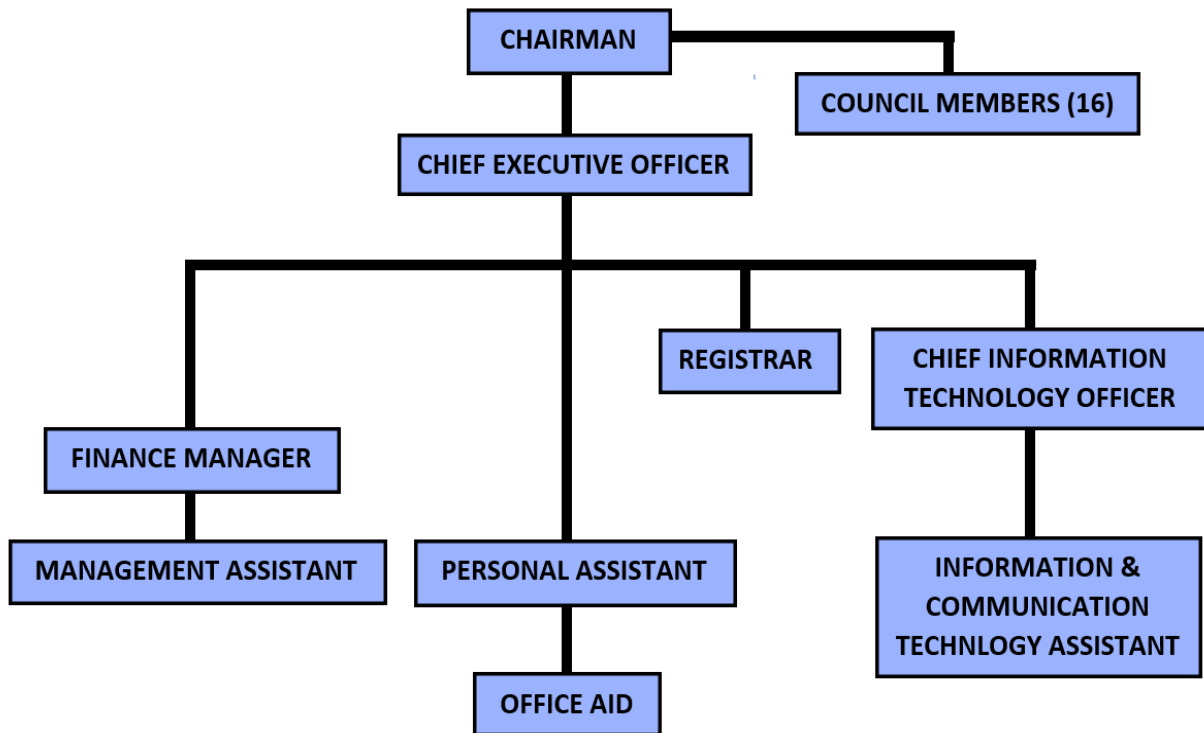 CHAIRMAN
COUNCIL MEMBERS (16)
CHIEF EXECUTIVE OFFICER
REGISTRAR
CHIEF INFORMATION
TECHNOLOGY OFFICER
FINANCE MANAGER
MANAGEMENT ASSISTANT
PERSONAL ASSISTANT
INFORMATION &
COMMUNICATION
TECHNLOGY ASSISTANT
OFFICE AID